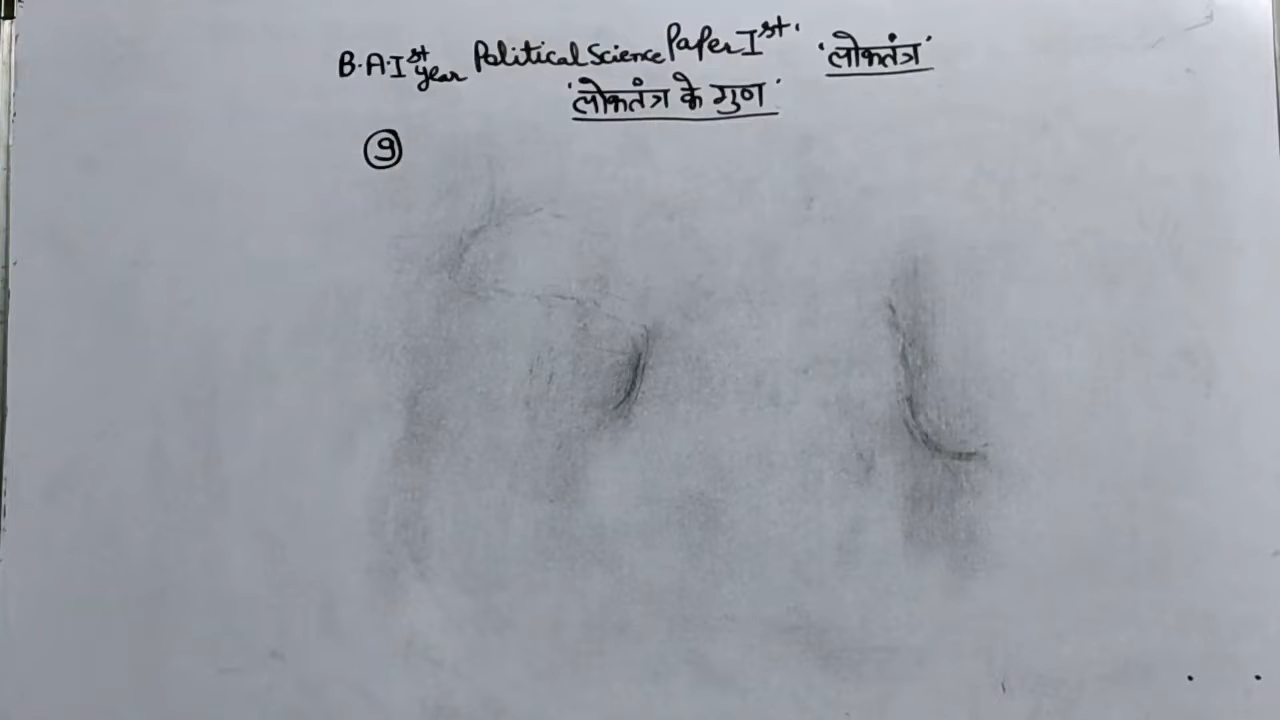 B.A. Ist year Political Science Paper Ist. 'लोकतंत्र'
'लोकतंत्र के गुण'
9